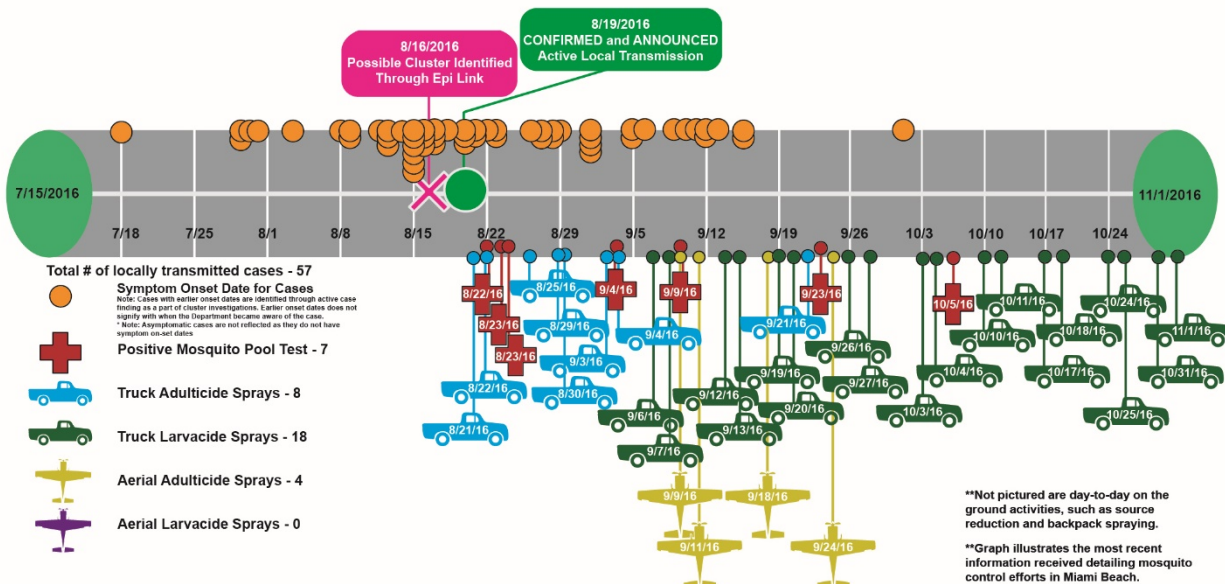 8/16/2016
Possible Cluster Identified
Through Epi Link
8/19/2016
CONFIRMED and ANNOUNCED
Active Local Transmission
7/15/2016
11/1/2016
7/18
7/25
8/1
8/8
8/15
8/22
8/29
9/5
9/12
9/19
9/26
10/3
10/10
10/17
10/24
Total # of locally transmitted cases - 57
Symptom Onset Date for Cases
Note: Cases with earlier onset dates are identified through active case
finding as a part of cluster investigations. Earlier onset dates does not
signify with when the Department became aware of the case.
* Note: Asymptomatic cases are not reflected as they do not have
symptom on-set dates
Positive Mosquito Pool Test - 7
Truck Adulticide Sprays - 8
Truck Larvacide Sprays - 18
Aerial Adulticide Sprays - 4
Aerial Larvacide Sprays - 0
8/22/16
8/23/16
8/23/16
8/22/16
8/21/16
8/25/16
8/29/16
9/3/16
8/30/16
9/4/16
9/4/16
9/6/16
9/7/16
9/9/16
9/9/16
9/11/16
9/12/16
9/13/16
9/18/16
9/21/16
9/19/16
9/20/16
9/23/16
9/24/16
9/26/16
9/27/16
10/3/16
10/4/16
10/5/16
10/11/16
10/10/16
10/18/16
10/17/16
10/24/16
10/25/16
11/1/16
10/31/16
**Not pictured are day-to-day on the
ground activities, such as source
reduction and backpack spraying.
**Graph illustrates the most recent
information received detailing mosquito
control efforts in Miami Beach.